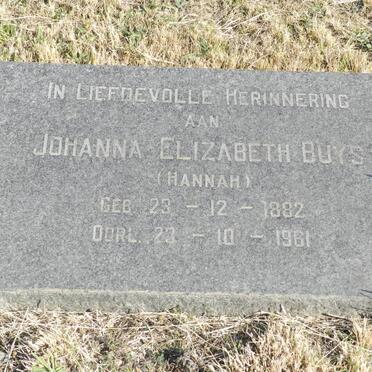 IN LIEFDEVOLLE HERINNERING
AAN
JOHANNA ELIZABETH BUYS
(HANNAH)
GEB. 23 - 12 - 1882
OORL. 23 - 10 - 1961